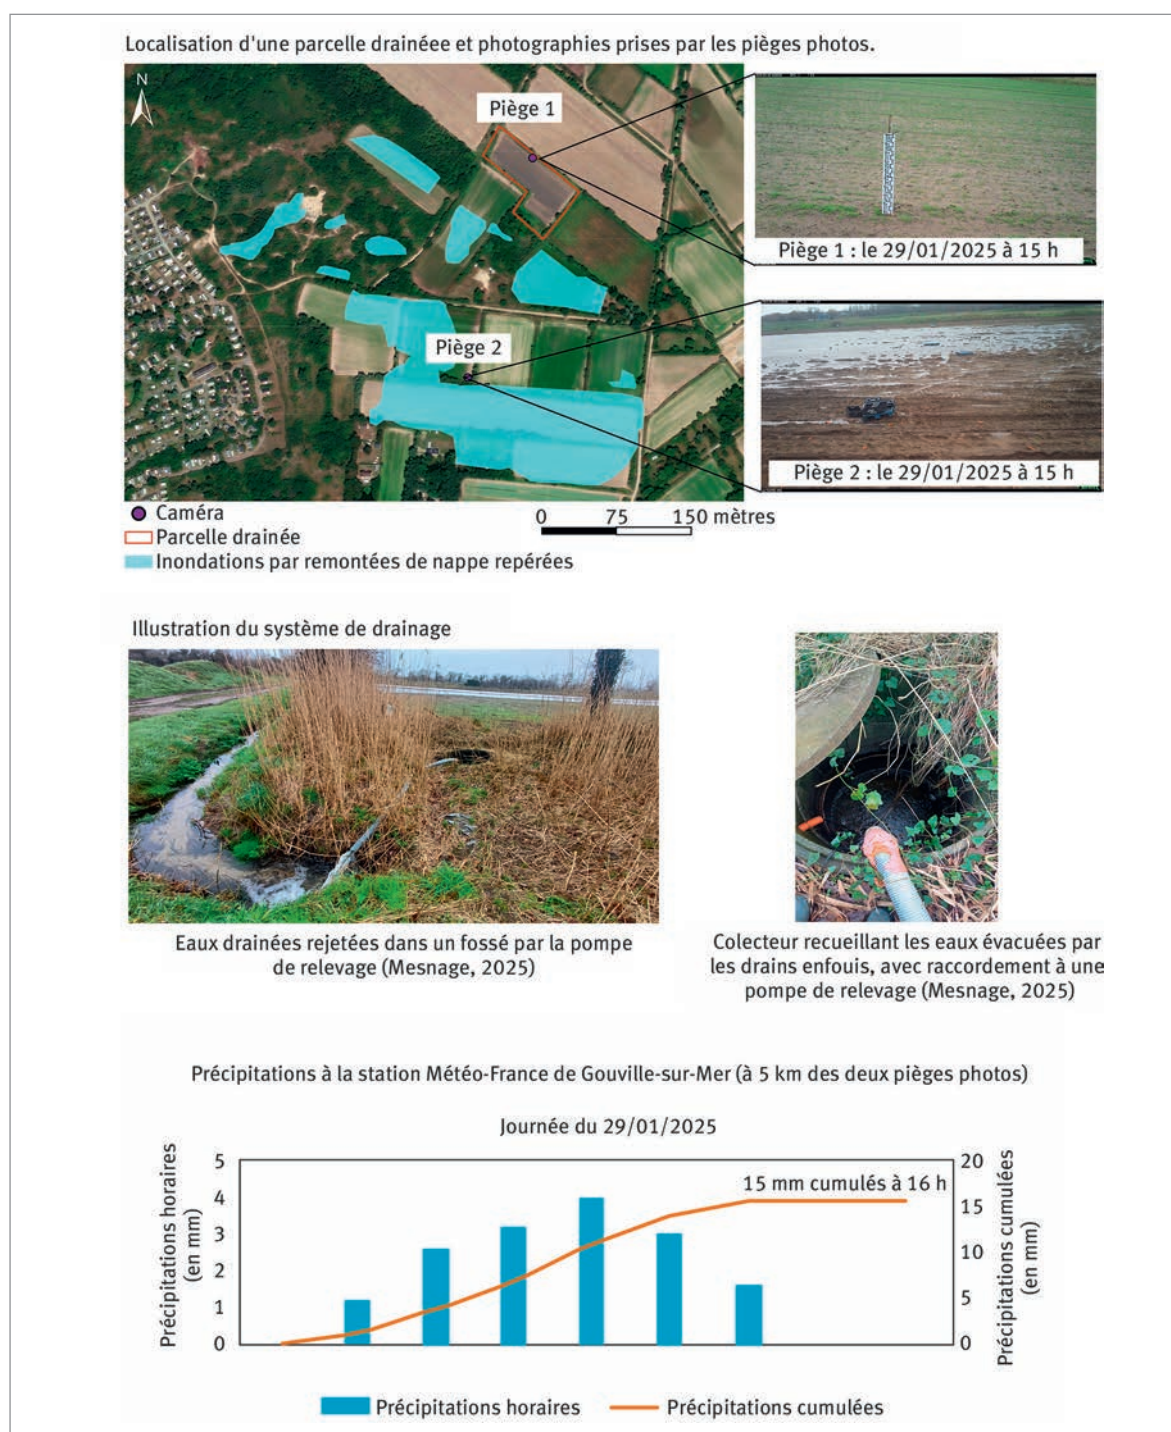 Localisation d'une parcelle drainéee et photographies prises par les pièges photos.
N
Piège 1
Piège 1 : le 29/01/2025 à 15 h
Piège 2
Piège 2 : le 29/01/2025 à 15 h
Caméra
0 75 150 mètres
Parcelle drainée
Inondations par remontées de nappe repérées
Illustration du système de drainage
Eaux drainées rejetées dans un fossé par la pompe
de relevage (Mesnage, 2025)
Colecteur recueillant les eaux évacuées par
les drains enfouis, avec raccordement à une
pompe de relevage (Mesnage, 2025)
Précipitations à la station Météo-France de Gouville-sur-Mer (à 5 km des deux pièges photos)
Journée du 29/01/2025
Précipitations horaires
(en mm)
5
4
3
2
1
0
15 mm cumulés à 16 h
20
15
10
5
0
Précipitations cumulées
(en mm)
Précipitations horaires
Précipitations cumulées